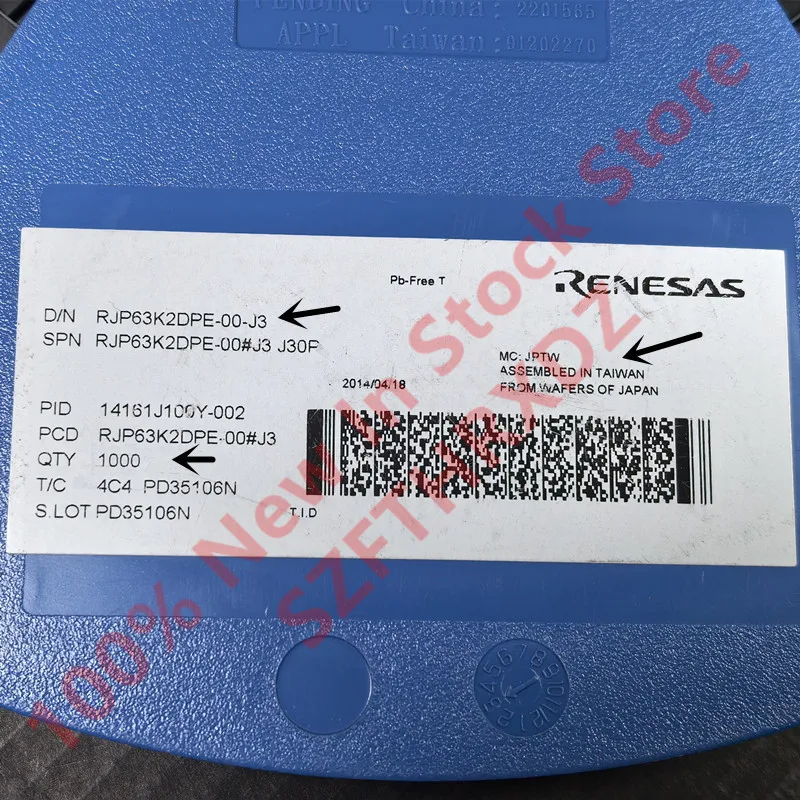 PENDING China: 2201565
APPL Taiwan: 91202270
Pb-Free T
RENESAS
D/N RJP63K2DPE-00-J3
SPN RJP63K2DPE-00#J3 J30P
MC: JPTW
ASSEMBLED IN TAIWAN
FROM WAFERS OF JAPAN
2014/04/18
PID 14161J100Y-002
PCD RJP63K2DPE-00#J3
QTY 1000
T/C 4C4 PD35106N
S.LOT PD35106N
T.I.D
100% New In Stock Store
SZFTHRXDZ